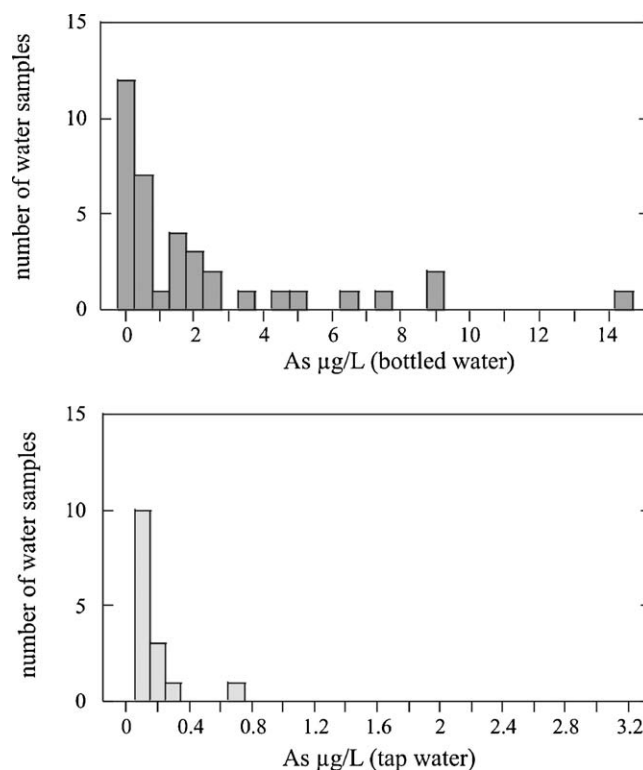 number of water samples
15
10
5
0
0 2 4 6 8 10 12 14
As µg/L (bottled water)
number of water samples
15
10
5
0
0 0.4 0.8 1.2 1.6 2 2.4 2.8 3.2
As µg/L (tap water)